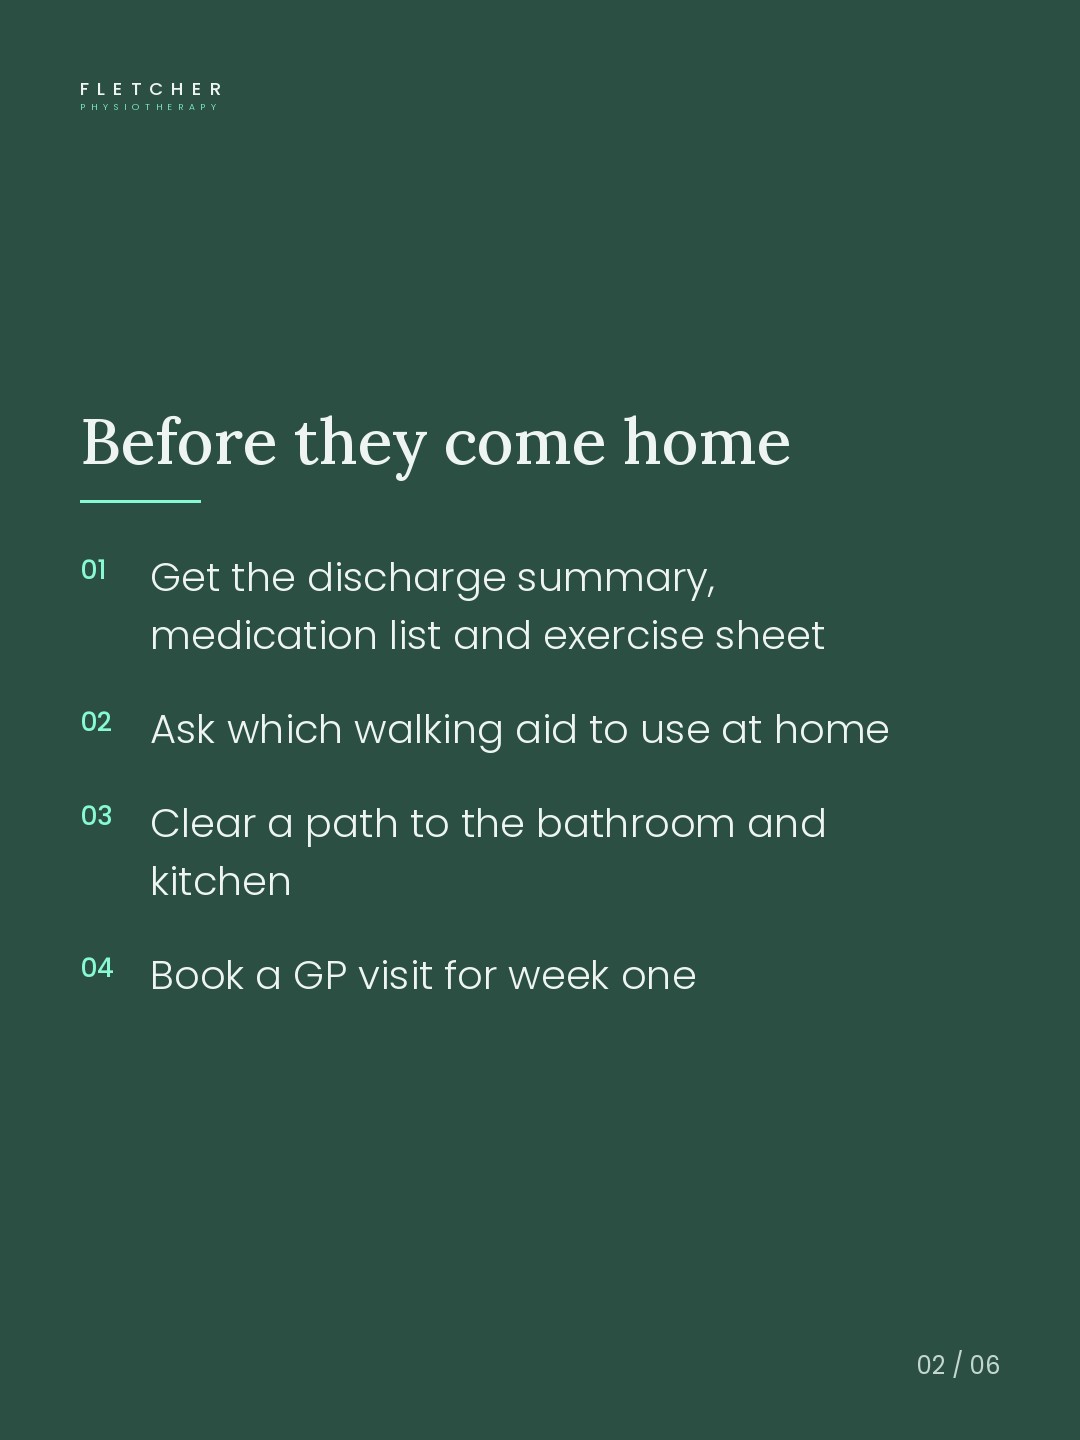 FLETCHER
PHYSIOTHERAPY
Before they come home
01 Get the discharge summary,
medication list and exercise sheet
02 Ask which walking aid to use at home
03 Clear a path to the bathroom and
kitchen
04 Book a GP visit for week one
02 / 06